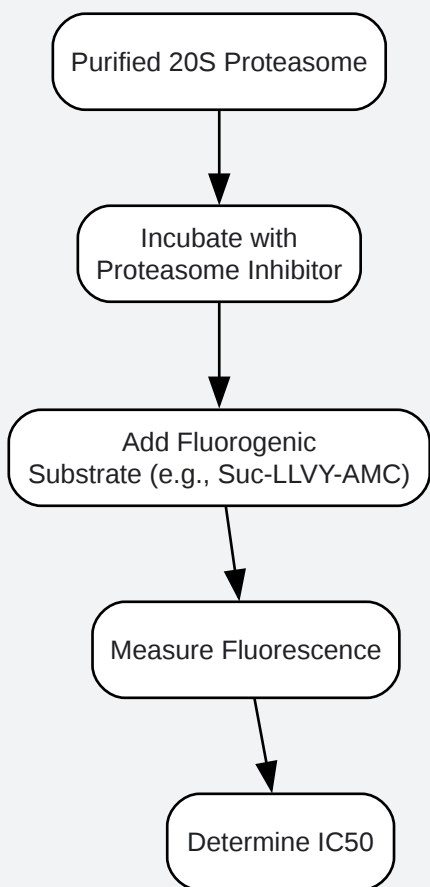 Purified 20S Proteasome
Incubate with
Proteasome Inhibitor
Add Fluorogenic
Substrate (e.g., Suc-LLVY-AMC)
Measure Fluorescence
Determine IC50